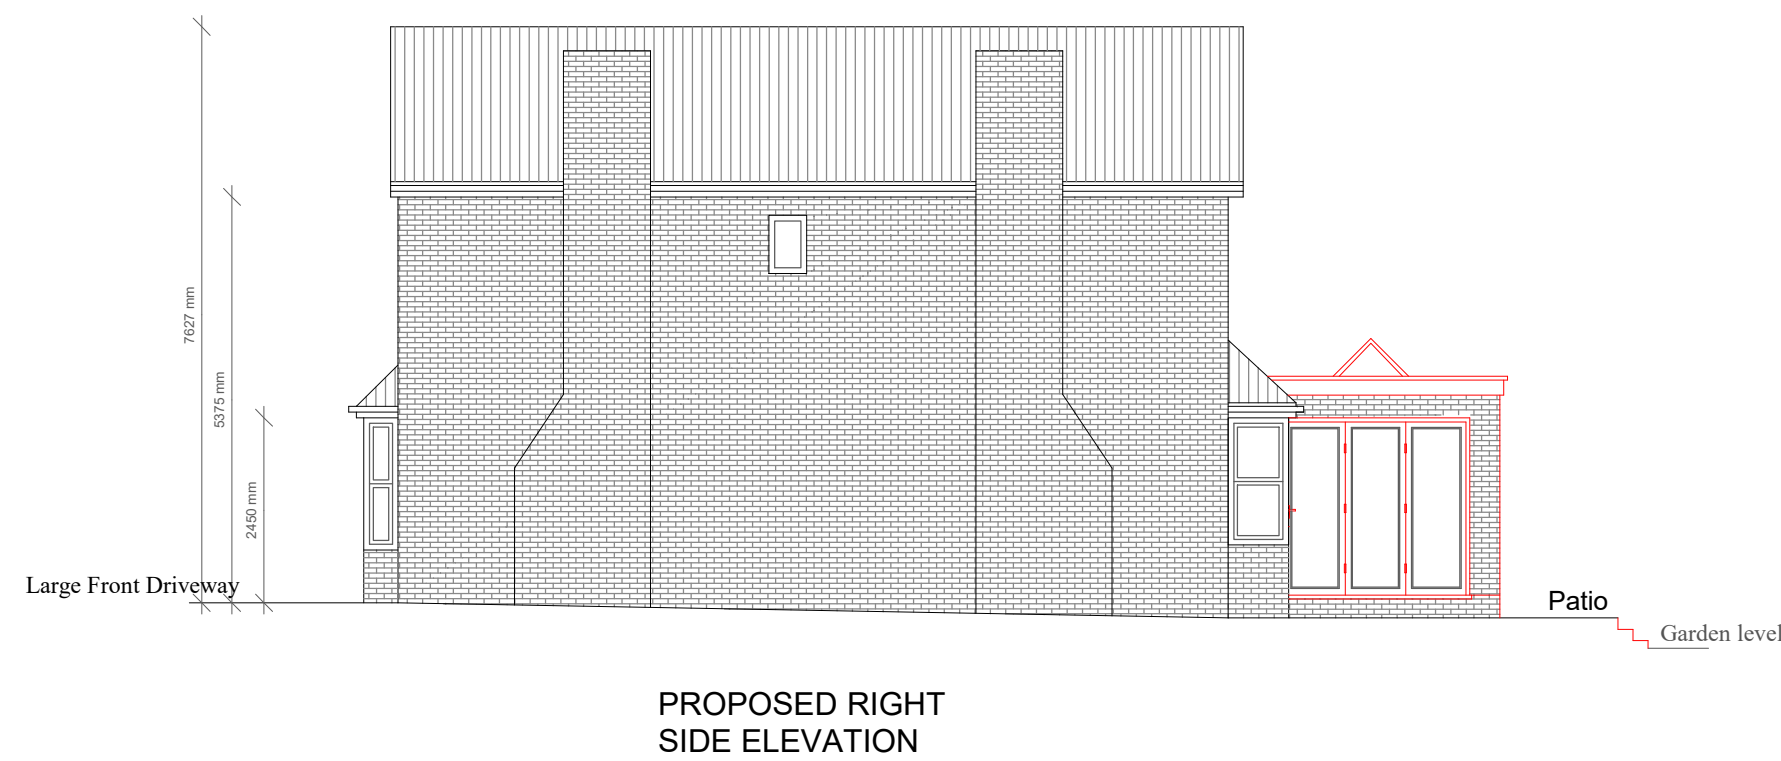 7627 mm
5375 mm
2450 mm
Large Front Driveway
Patio
Garden level
PROPOSED RIGHT
SIDE ELEVATION